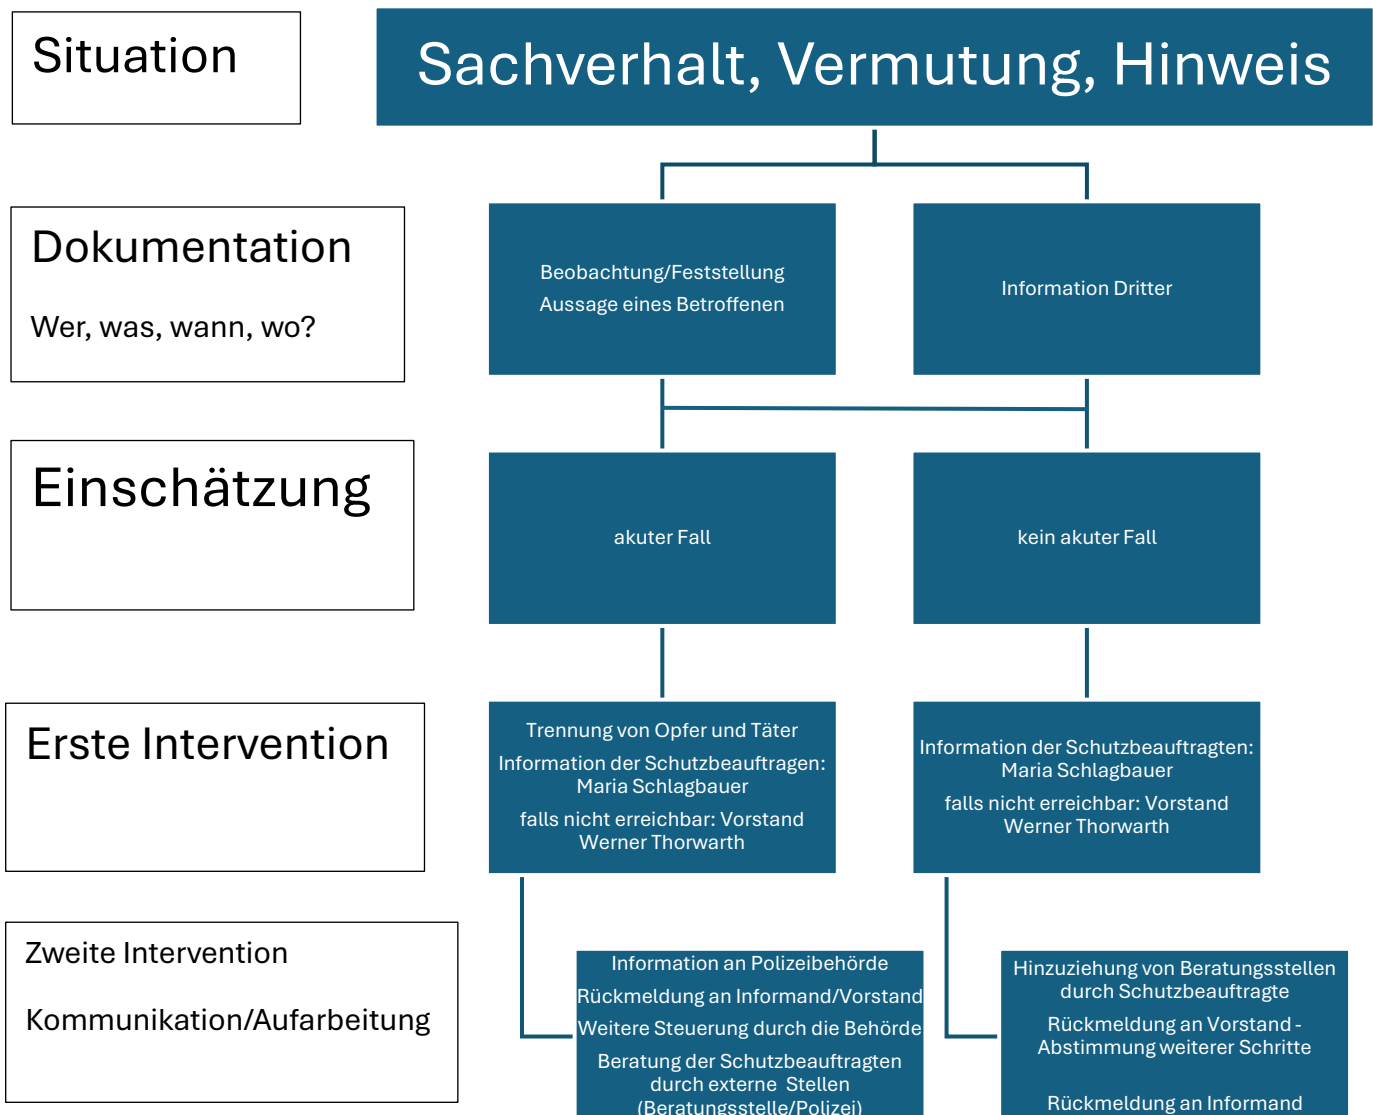 Situation
Sachverhalt, Vermutung, Hinweis
Dokumentation
Wer, was, wann, wo?
Beobachtung/Feststellung
Aussage eines Betroffenen
Information Dritter
Einschätzung
akuter Fall
kein akuter Fall
Erste Intervention
Trennung von Opfer und Täter
Information der Schutzbeauftragen:
Maria Schlagbauer
falls nicht erreichbar: Vorstand
Werner Thorwarth
Information der Schutzbeauftragten:
Maria Schlagbauer
falls nicht erreichbar: Vorstand
Werner Thorwarth
Zweite Intervention
Kommunikation/Aufarbeitung
Information an Polizeibehörde
Rückmeldung an Informand/Vorstand
Weitere Steuerung durch die Behörde
Beratung der Schutzbeauftragten
durch externe Stellen
(Beratungsstelle/Polizei)
Hinzuziehung von Beratungsstellen
durch Schutzbeauftragte
Rückmeldung an Vorstand -
Abstimmung weiterer Schritte
Rückmeldung an Informand